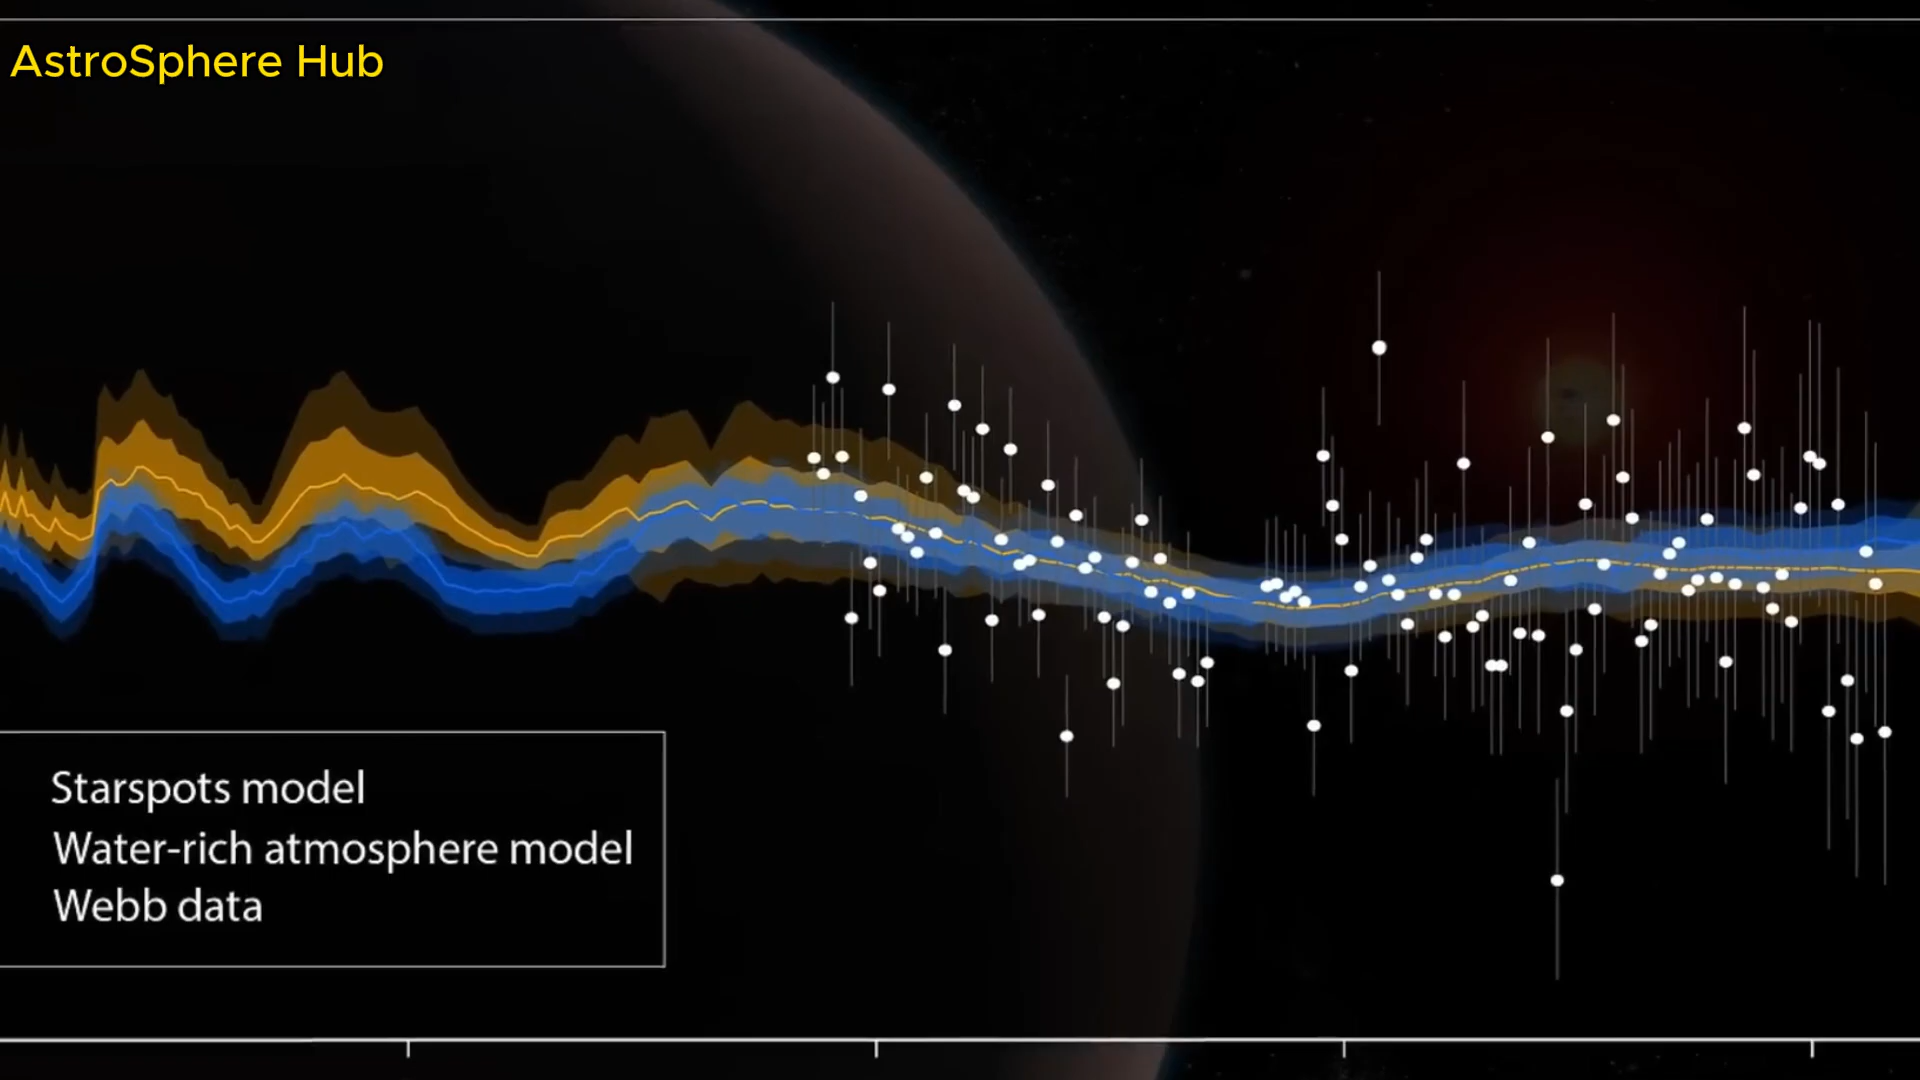 AstroSphere Hub
Starspots model
Water-rich atmosphere model
Webb data